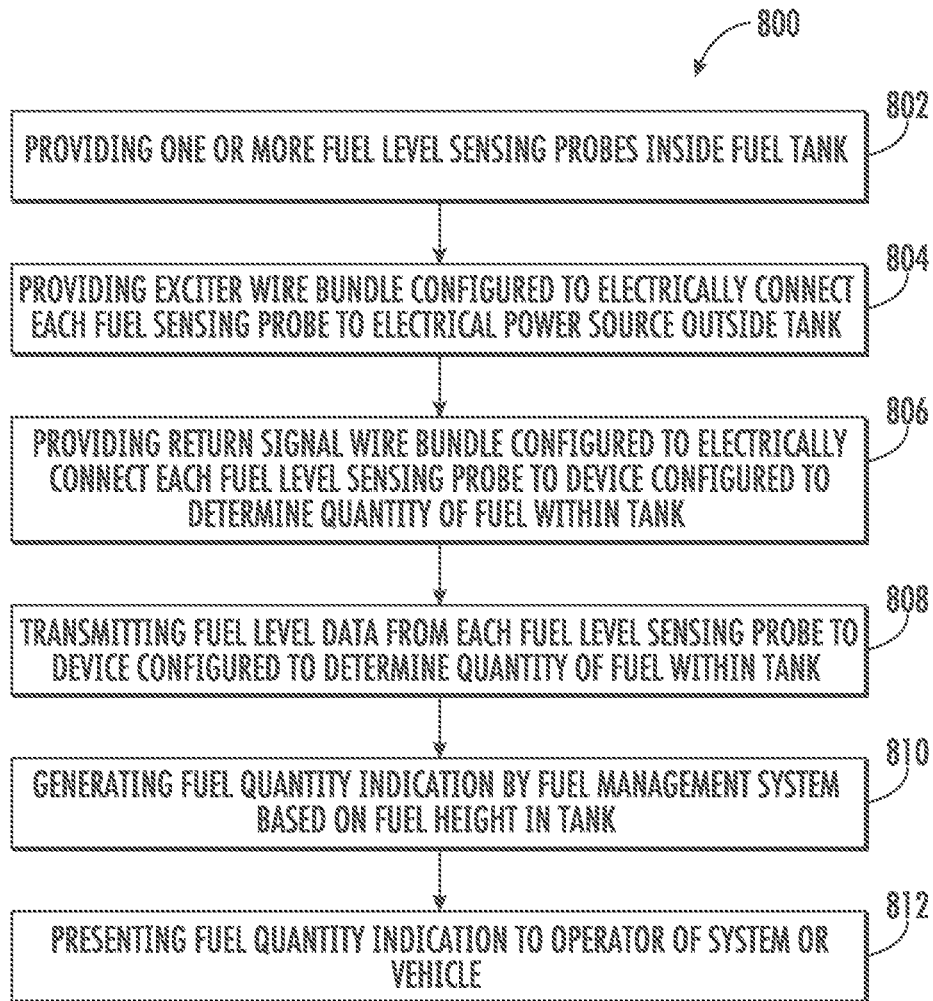 800
802
PROVIDING ONE OR MORE FUEL LEVEL SENSING PROBES INSIDE FUEL TANK
804
PROVIDING EXCITER WIRE BUNDLE CONFIGURED TO ELECTRICALLY CONNECT
EACH FUEL SENSING PROBE TO ELECTRICAL POWER SOURCE OUTSIDE TANK
806
PROVIDING RETURN SIGNAL WIRE BUNDLE CONFIGURED TO ELECTRICALLY
CONNECT EACH FUEL LEVEL SENSING PROBE TO DEVICE CONFIGURED TO
DETERMINE QUANTITY OF FUEL WITHIN TANK
808
TRANSMITTING FUEL LEVEL DATA FROM EACH FUEL LEVEL SENSING PROBE TO
DEVICE CONFIGURED TO DETERMINE QUANTITY OF FUEL WITHIN TANK
810
GENERATING FUEL QUANTITY INDICATION BY FUEL MANAGEMENT SYSTEM
BASED ON FUEL HEIGHT IN TANK
812
PRESENTING FUEL QUANTITY INDICATION TO OPERATOR OF SYSTEM OR
VEHICLE